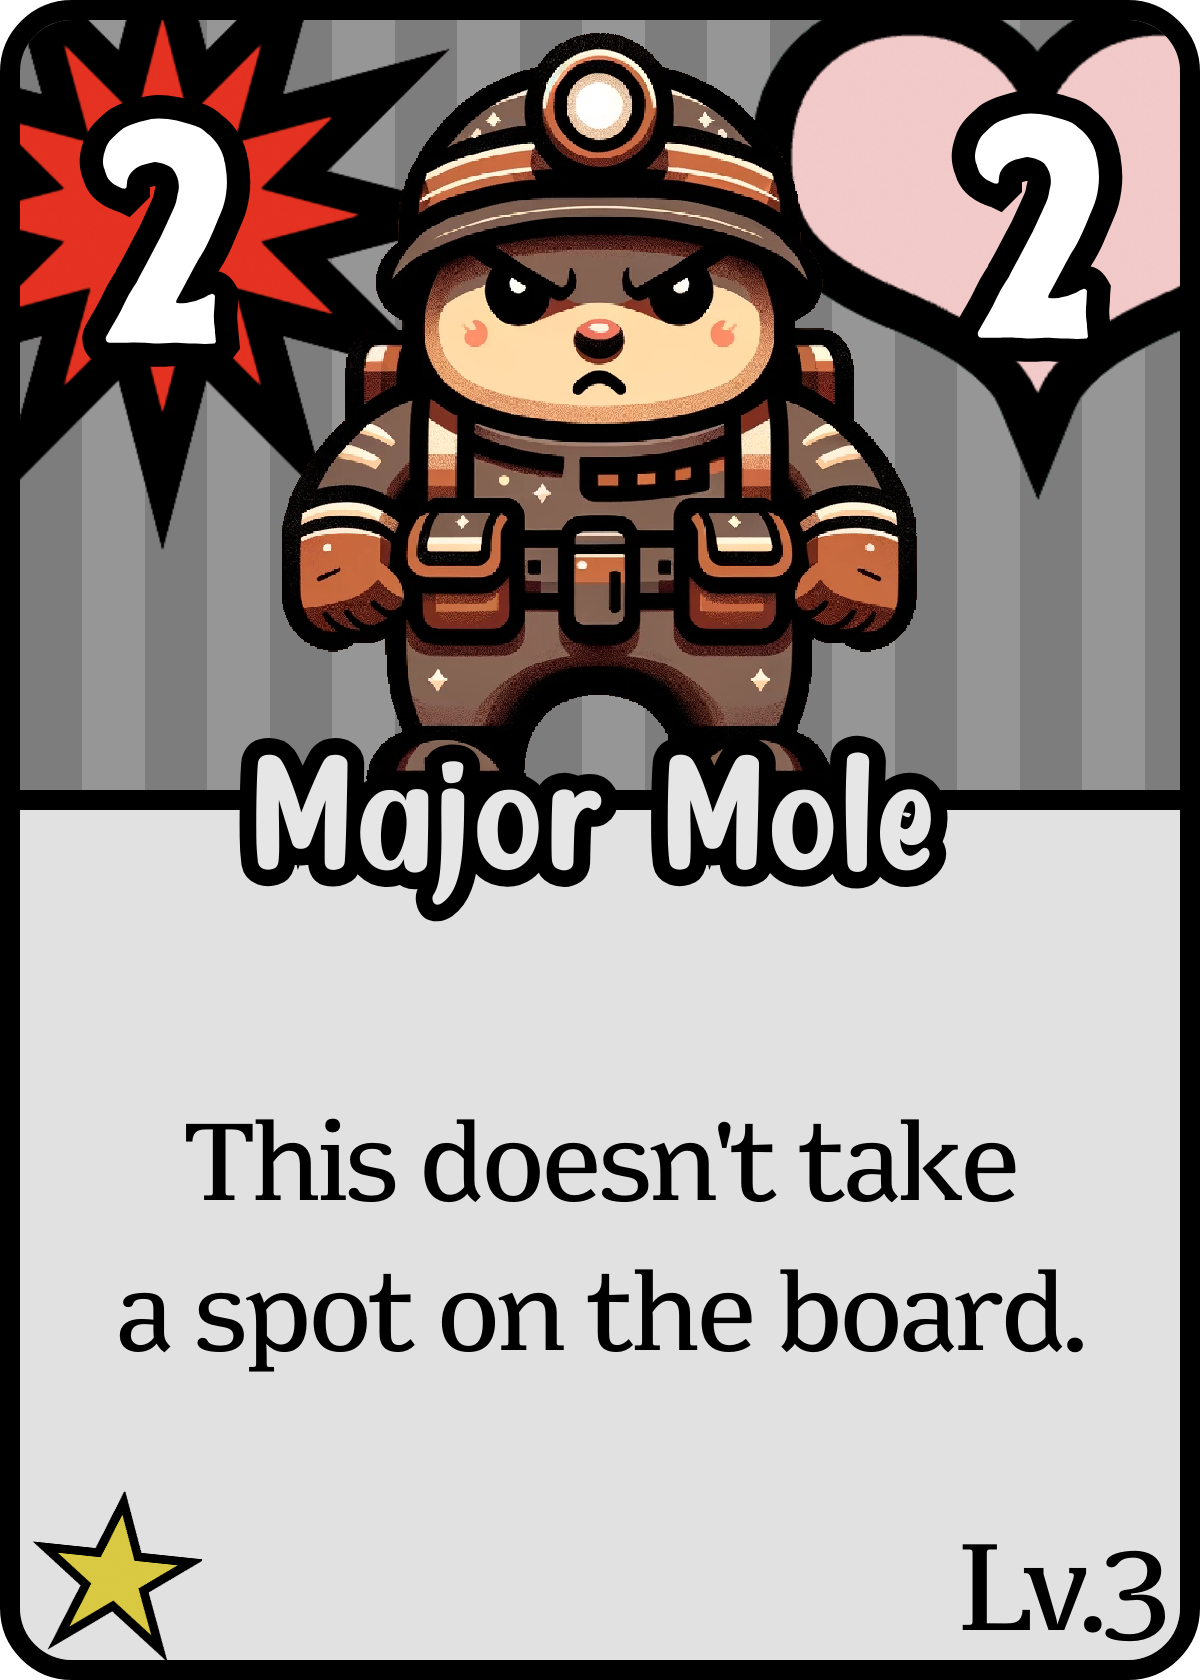 2 2
Major Mole
This doesn't take
a spot on the board.
Lv.3